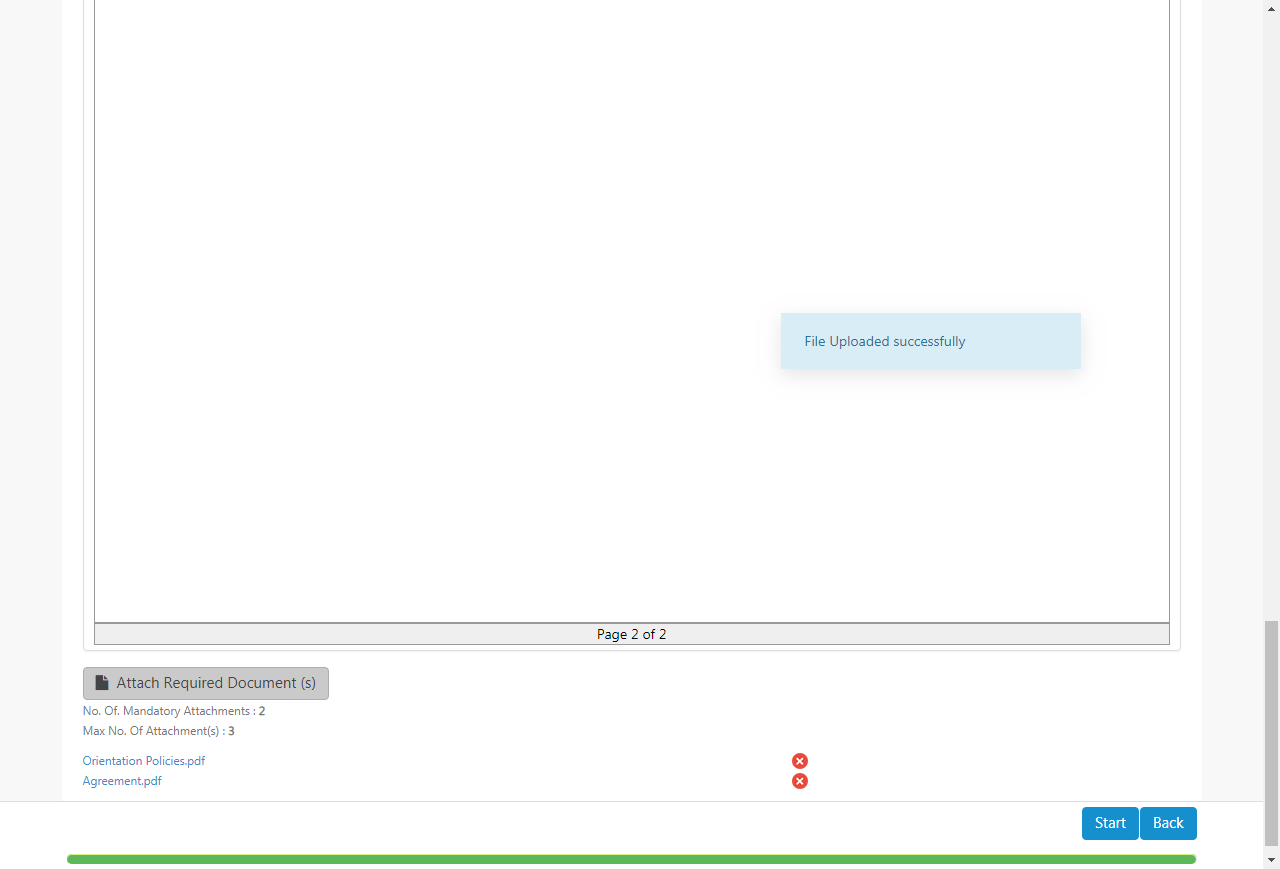 File Uploaded successfully
Page 2 of 2
Attach Required Document (s)
No. Of. Mandatory Attachments : 2
Max No. Of Attachment(s) : 3
Orientation Policies.pdf
Agreement.pdf
Start Back